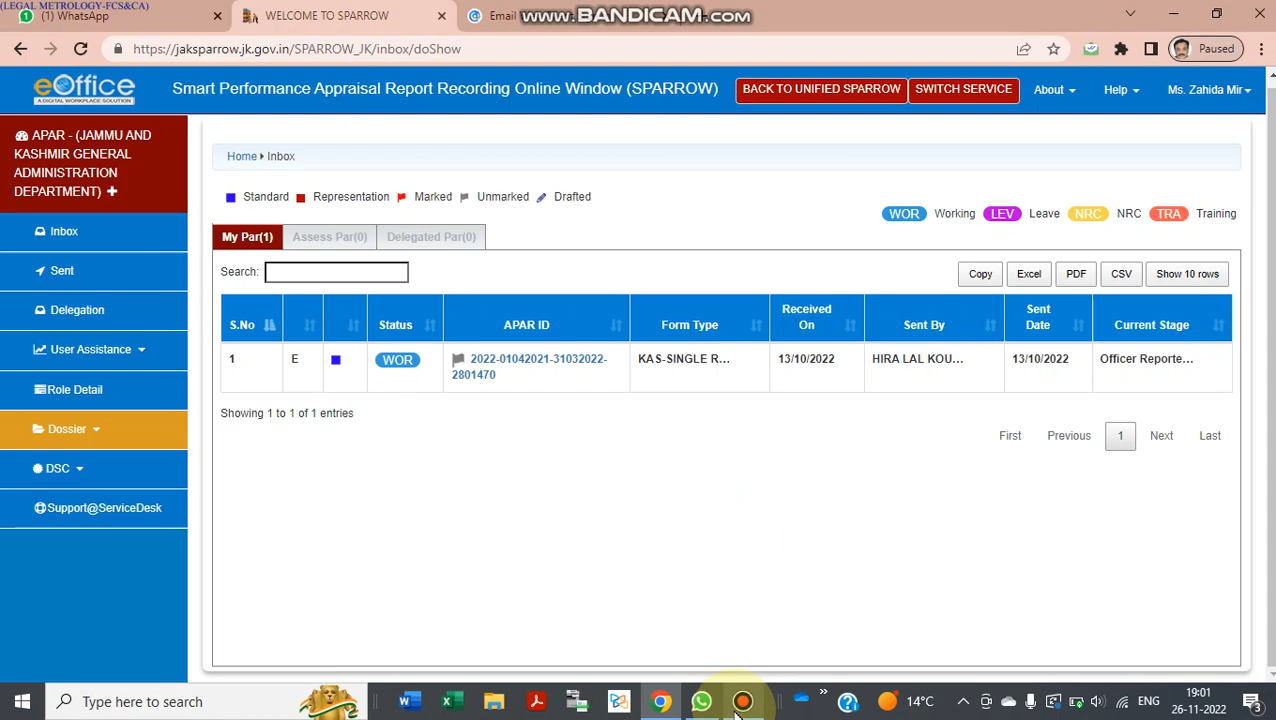 (LEGAL METROLOGY-FCS&CA)
(1) WhatsApp
WELCOME TO SPARROW
Email
www.BANDICAM.com
https://jaksparrow.jk.gov.in/SPARROW_JK/inbox/doShow
Paused
eOffice
A DIGITAL WORKPLACE SOLUTION
Smart Performance Appraisal Report Recording Online Window (SPARROW)
BACK TO UNIFIED SPARROW
SWITCH SERVICE
About
Help
Ms. Zahida Mir
APAR - (JAMMU AND
KASHMIR GENERAL
ADMINISTRATION
DEPARTMENT)
Inbox
Sent
Delegation
User Assistance
Role Detail
Dossier
DSC
Support@ServiceDesk
Home Inbox
Standard Representation Marked Unmarked Drafted
WOR Working LEV Leave NRC NRC TRA Training
My Par(1) Assess Par(0) Delegated Par(0)
Search:
Copy Excel PDF CSV Show 10 rows
S.No Status APAR ID Form Type Received On Sent By Sent Date Current Stage
1 E WOR 2022-01042021-31032022-2801470 KAS-SINGLE R... 13/10/2022 HIRA LAL KOU... 13/10/2022 Officer Reporte...
Showing 1 to 1 of 1 entries
First Previous 1 Next Last
Type here to search
14°C
ENG
19:01
26-11-2022
3